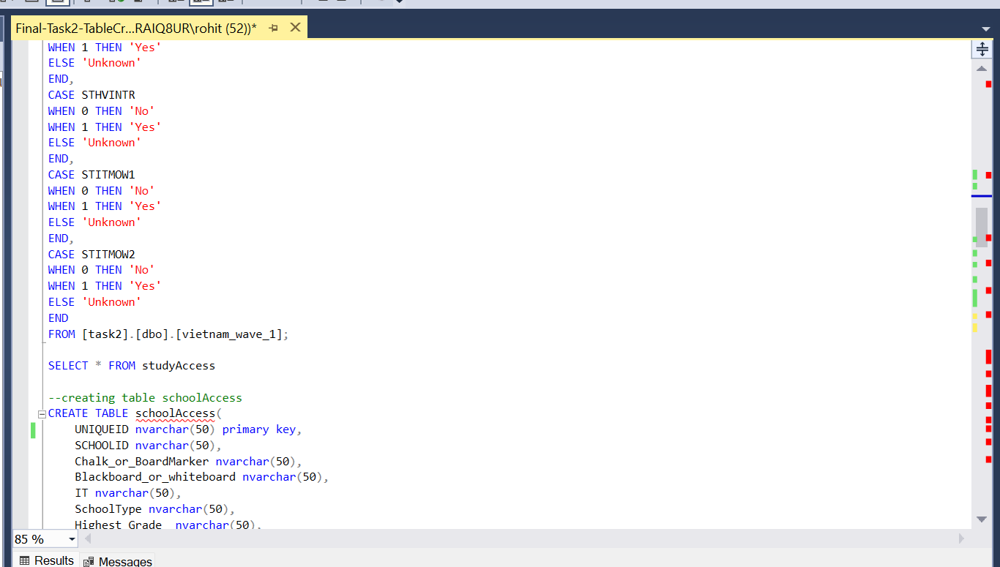 Final-Task2-TableCr...RAIQ8UR\rohit (52))*
WHEN 1 THEN 'Yes'
ELSE 'Unknown'
END,
CASE STHVINTR
WHEN 0 THEN 'No'
WHEN 1 THEN 'Yes'
ELSE 'Unknown'
END,
CASE STITMOW1
WHEN 0 THEN 'No'
WHEN 1 THEN 'Yes'
ELSE 'Unknown'
END,
CASE STITMOW2
WHEN 0 THEN 'No'
WHEN 1 THEN 'Yes'
ELSE 'Unknown'
END
FROM [task2].[dbo].[vietnam_wave_1];
SELECT * FROM studyAccess
--creating table schoolAccess
CREATE TABLE schoolAccess(
UNIQUEID nvarchar(50) primary key,
SCHOOLID nvarchar(50),
Chalk_or_BoardMarker nvarchar(50),
Blackboard_or_whiteboard nvarchar(50),
IT nvarchar(50),
SchoolType nvarchar(50),
Highest_Grade nvarchar(50),
85 %
Results
Messages